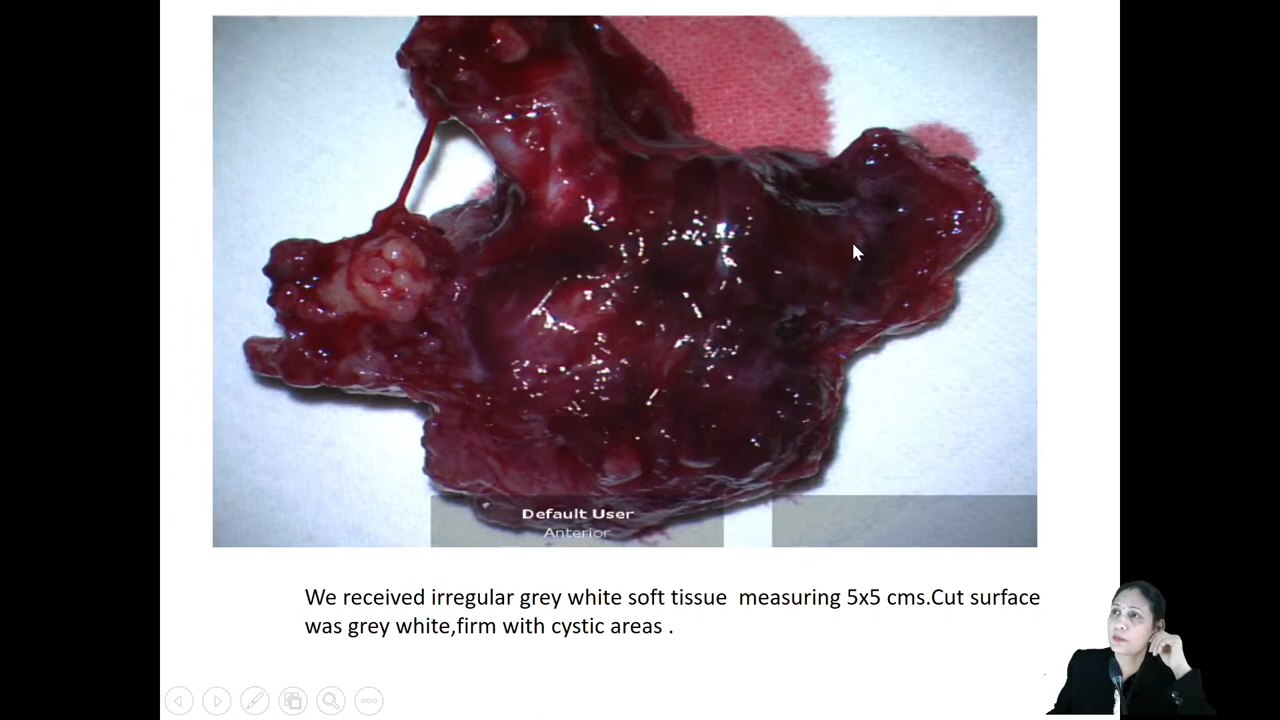 Default User
Anterior
We received irregular grey white soft tissue  measuring 5x5 cms.Cut surface
was grey white,firm with cystic areas .